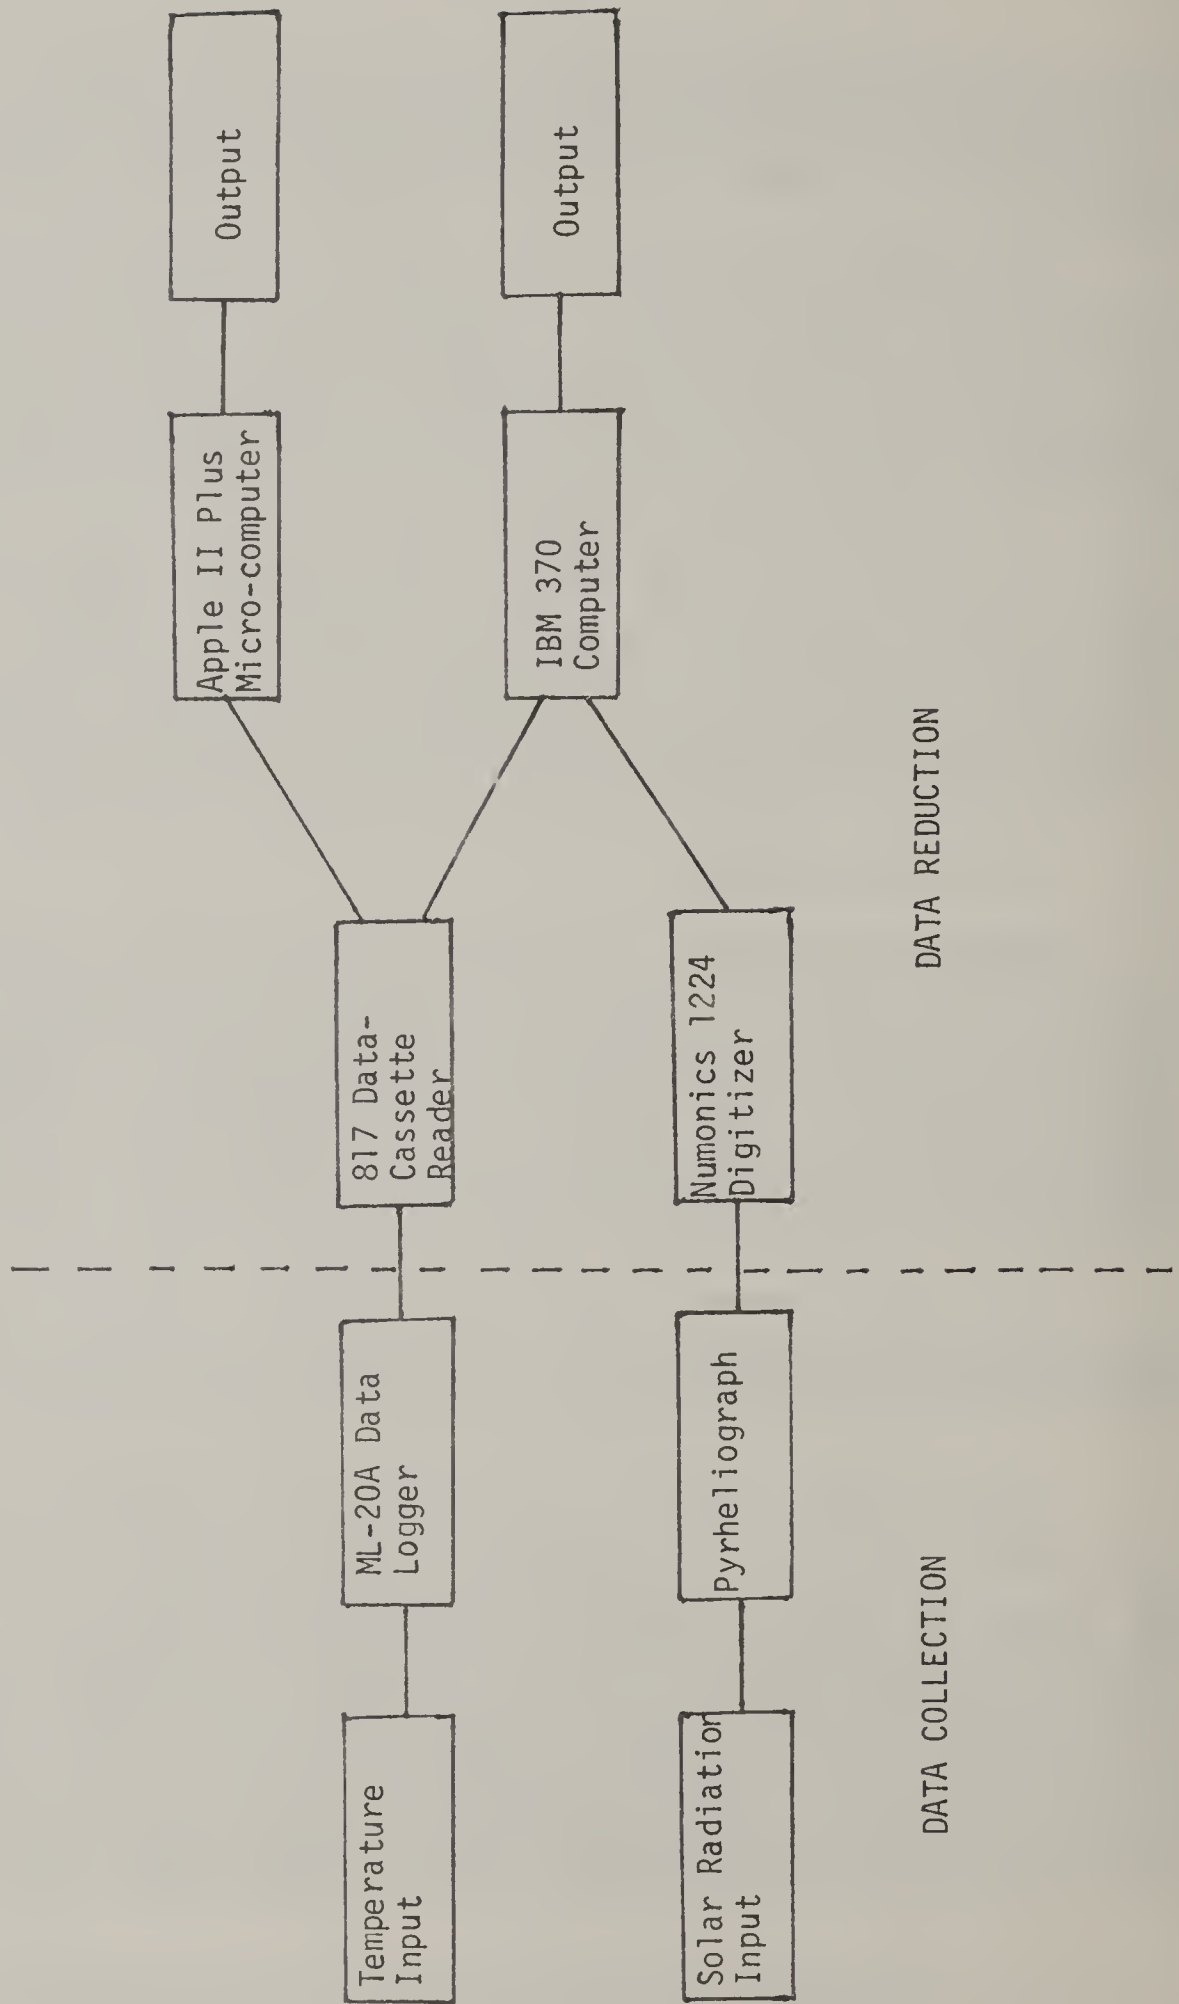 Temperature
Input
ML-20A Data
Logger
817 Data-
Cassette
Reader
Apple II Plus
Micro-computer
Output
IBM 370
Computer
Output
Solar Radiation
Input
Pyrheliograph
Numonics 1224
Digitizer
DATA COLLECTION
DATA REDUCTION